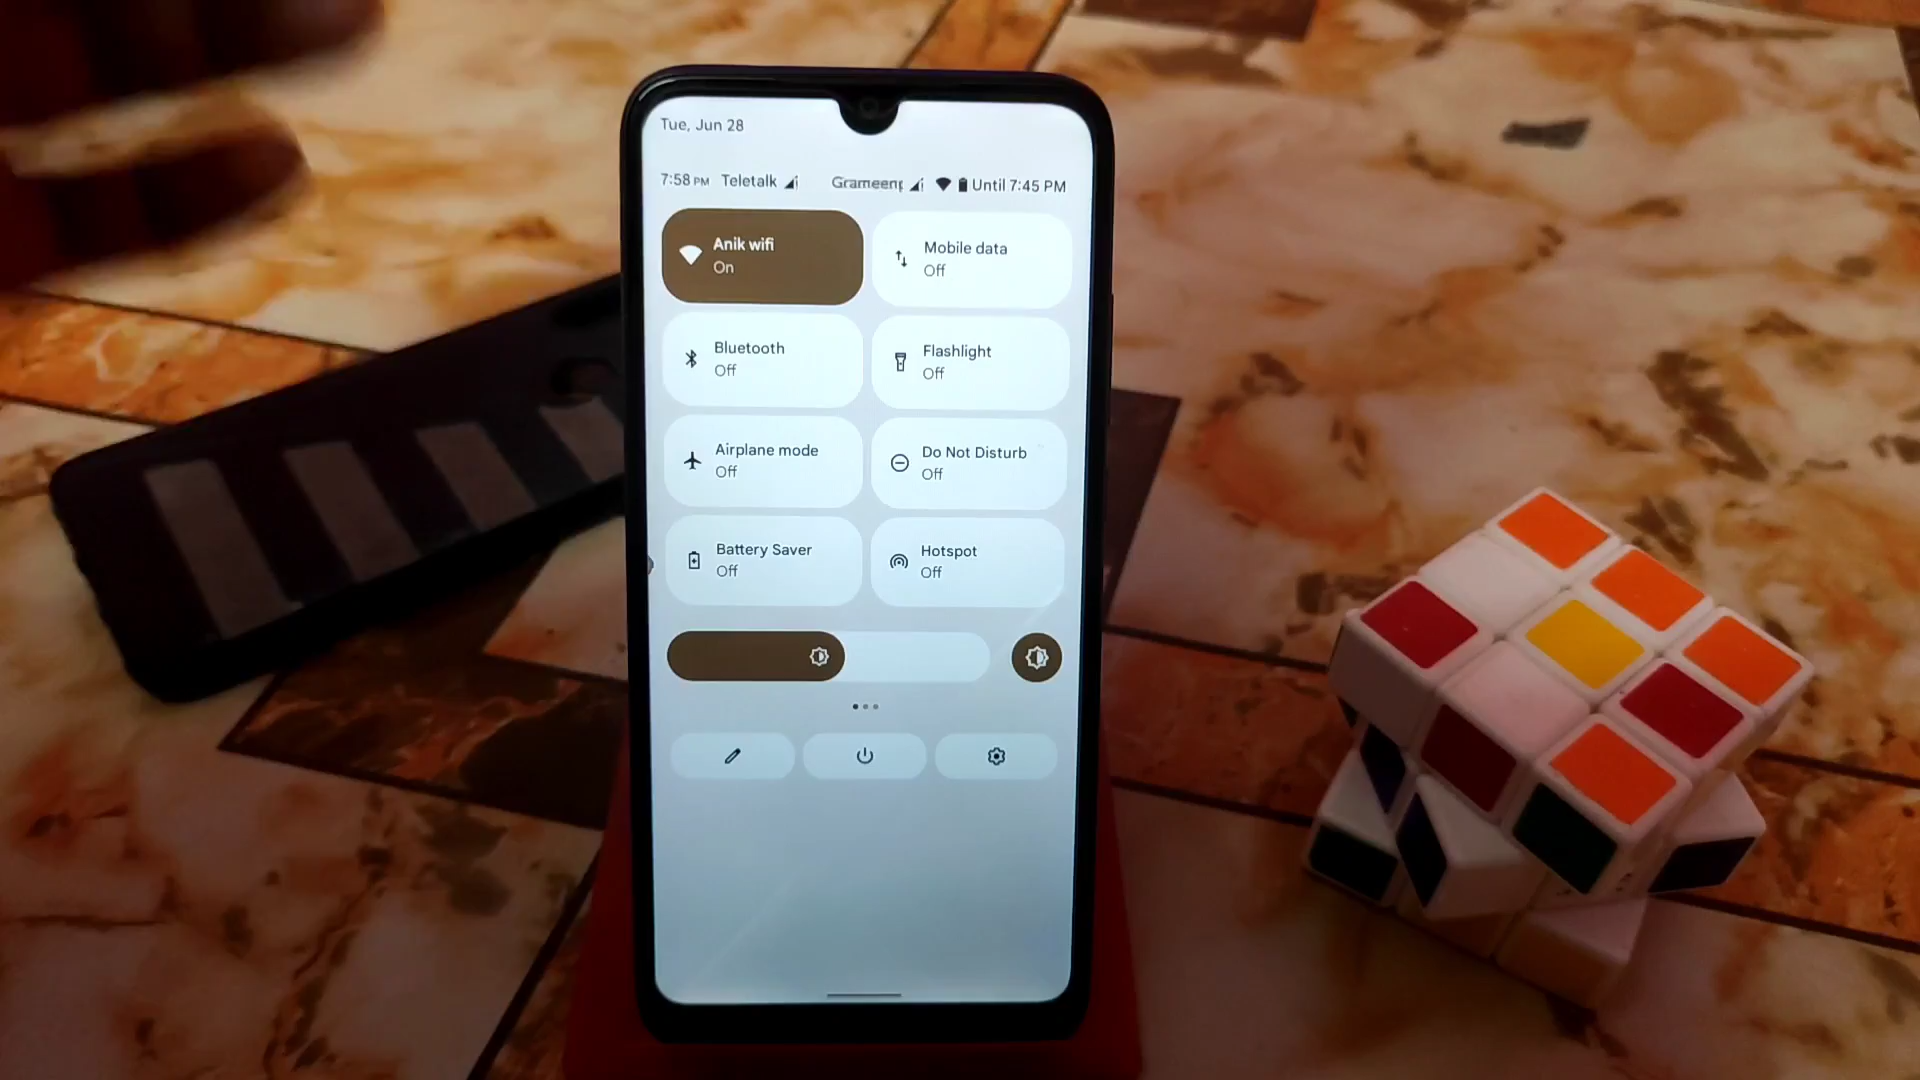 Tue, Jun 28
7:58 PM Teletalk Grameenp Until 7:45 PM
Anik wifi
On
Mobile data
Off
Bluetooth
Off
Flashlight
Off
Airplane mode
Off
Do Not Disturb
Off
Battery Saver
Off
Hotspot
Off